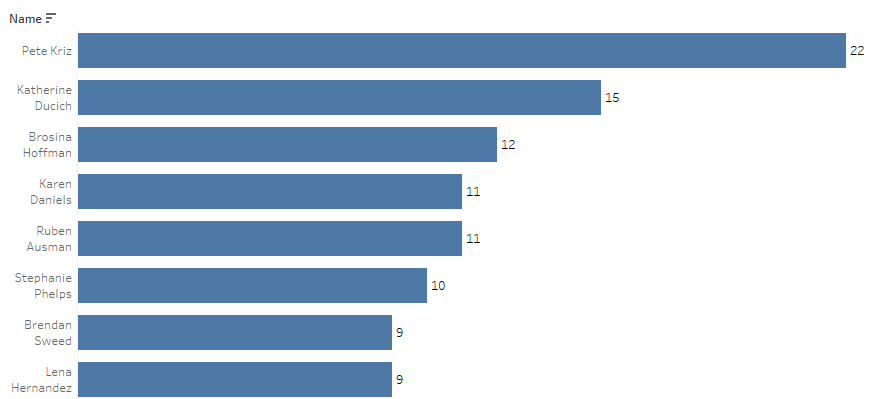 Name
Pete Kriz
22
Katherine
Ducich
15
Brosina
Hoffman
12
Karen
Daniels
11
Ruben
Ausman
11
Stephanie
Phelps
10
Brendan
Sweed
9
Lena
Hernandez
9